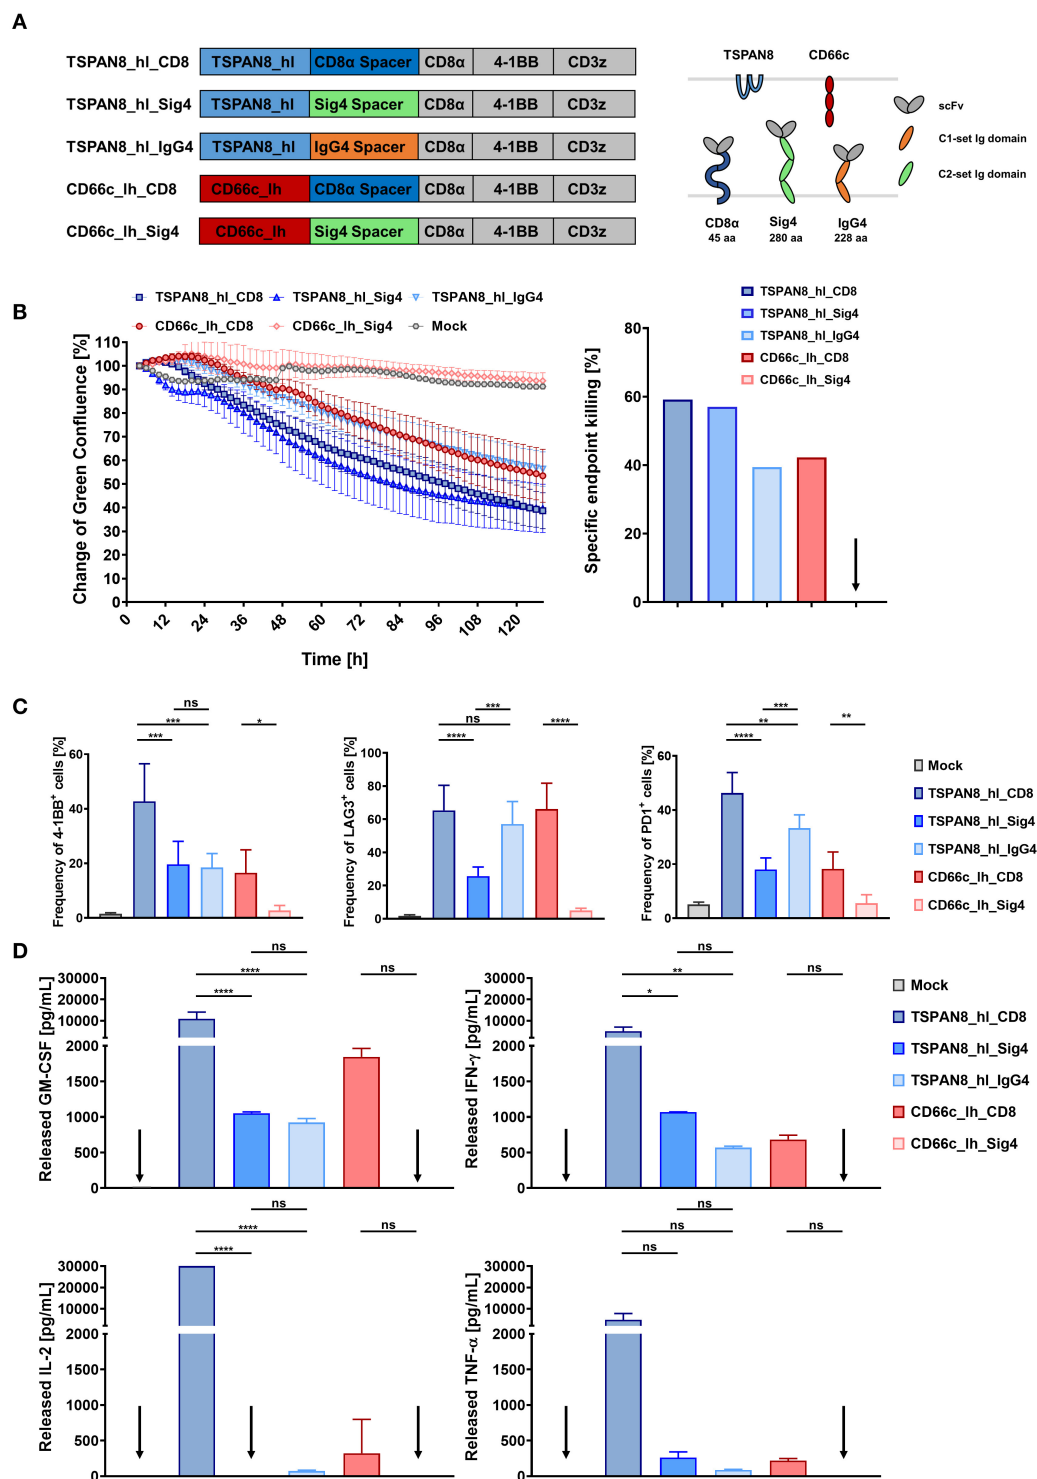 A
TSPAN8_hl_CD8 TSPAN8_hl CD8α Spacer CD8α 4-1BB CD3z
TSPAN8_hl_Sig4 TSPAN8_hl Sig4 Spacer CD8α 4-1BB CD3z
TSPAN8_hl_IgG4 TSPAN8_hl IgG4 Spacer CD8α 4-1BB CD3z
CD66c_lh_CD8 CD66c_lh CD8α Spacer CD8α 4-1BB CD3z
CD66c_lh_Sig4 CD66c_lh Sig4 Spacer CD8α 4-1BB CD3z
TSPAN8 CD66c
scFv
C1-set Ig domain
C2-set Ig domain
CD8α Sig4 IgG4
45 aa 280 aa 228 aa
B
TSPAN8_hl_CD8 TSPAN8_hl_Sig4 TSPAN8_hl_IgG4
CD66c_lh_CD8 CD66c_lh_Sig4 Mock
Change of Green Confluence [%]
110
100
90
80
70
60
50
40
30
20
10
0
0 12 24 36 48 60 72 84 96 108 120
Time [h]
TSPAN8_hl_CD8
TSPAN8_hl_Sig4
TSPAN8_hl_IgG4
CD66c_lh_CD8
CD66c_lh_Sig4
Specific endpoint killing [%]
80
60
40
20
0
C
Frequency of 4-1BB+ cells [%]
60
40
20
0
ns
***
***
*
Frequency of LAG3+ cells [%]
100
80
60
40
20
0
***
ns
****
****
Frequency of PD1+ cells [%]
60
40
20
0
***
**
****
**
Mock
TSPAN8_hl_CD8
TSPAN8_hl_Sig4
TSPAN8_hl_IgG4
CD66c_lh_CD8
CD66c_lh_Sig4
D
Released GM-CSF [pg/mL]
30000
20000
10000
2000
1500
1000
500
0
ns
****
****
ns
Released IFN-γ [pg/mL]
30000
20000
10000
2000
1500
1000
500
0
ns
**
*
ns
Mock
TSPAN8_hl_CD8
TSPAN8_hl_Sig4
TSPAN8_hl_IgG4
CD66c_lh_CD8
CD66c_lh_Sig4
Released IL-2 [pg/mL]
30000
20000
10000
2000
1500
1000
500
0
ns
****
****
ns
Released TNF-α [pg/mL]
30000
20000
10000
2000
1500
1000
500
0
ns
ns
ns
ns